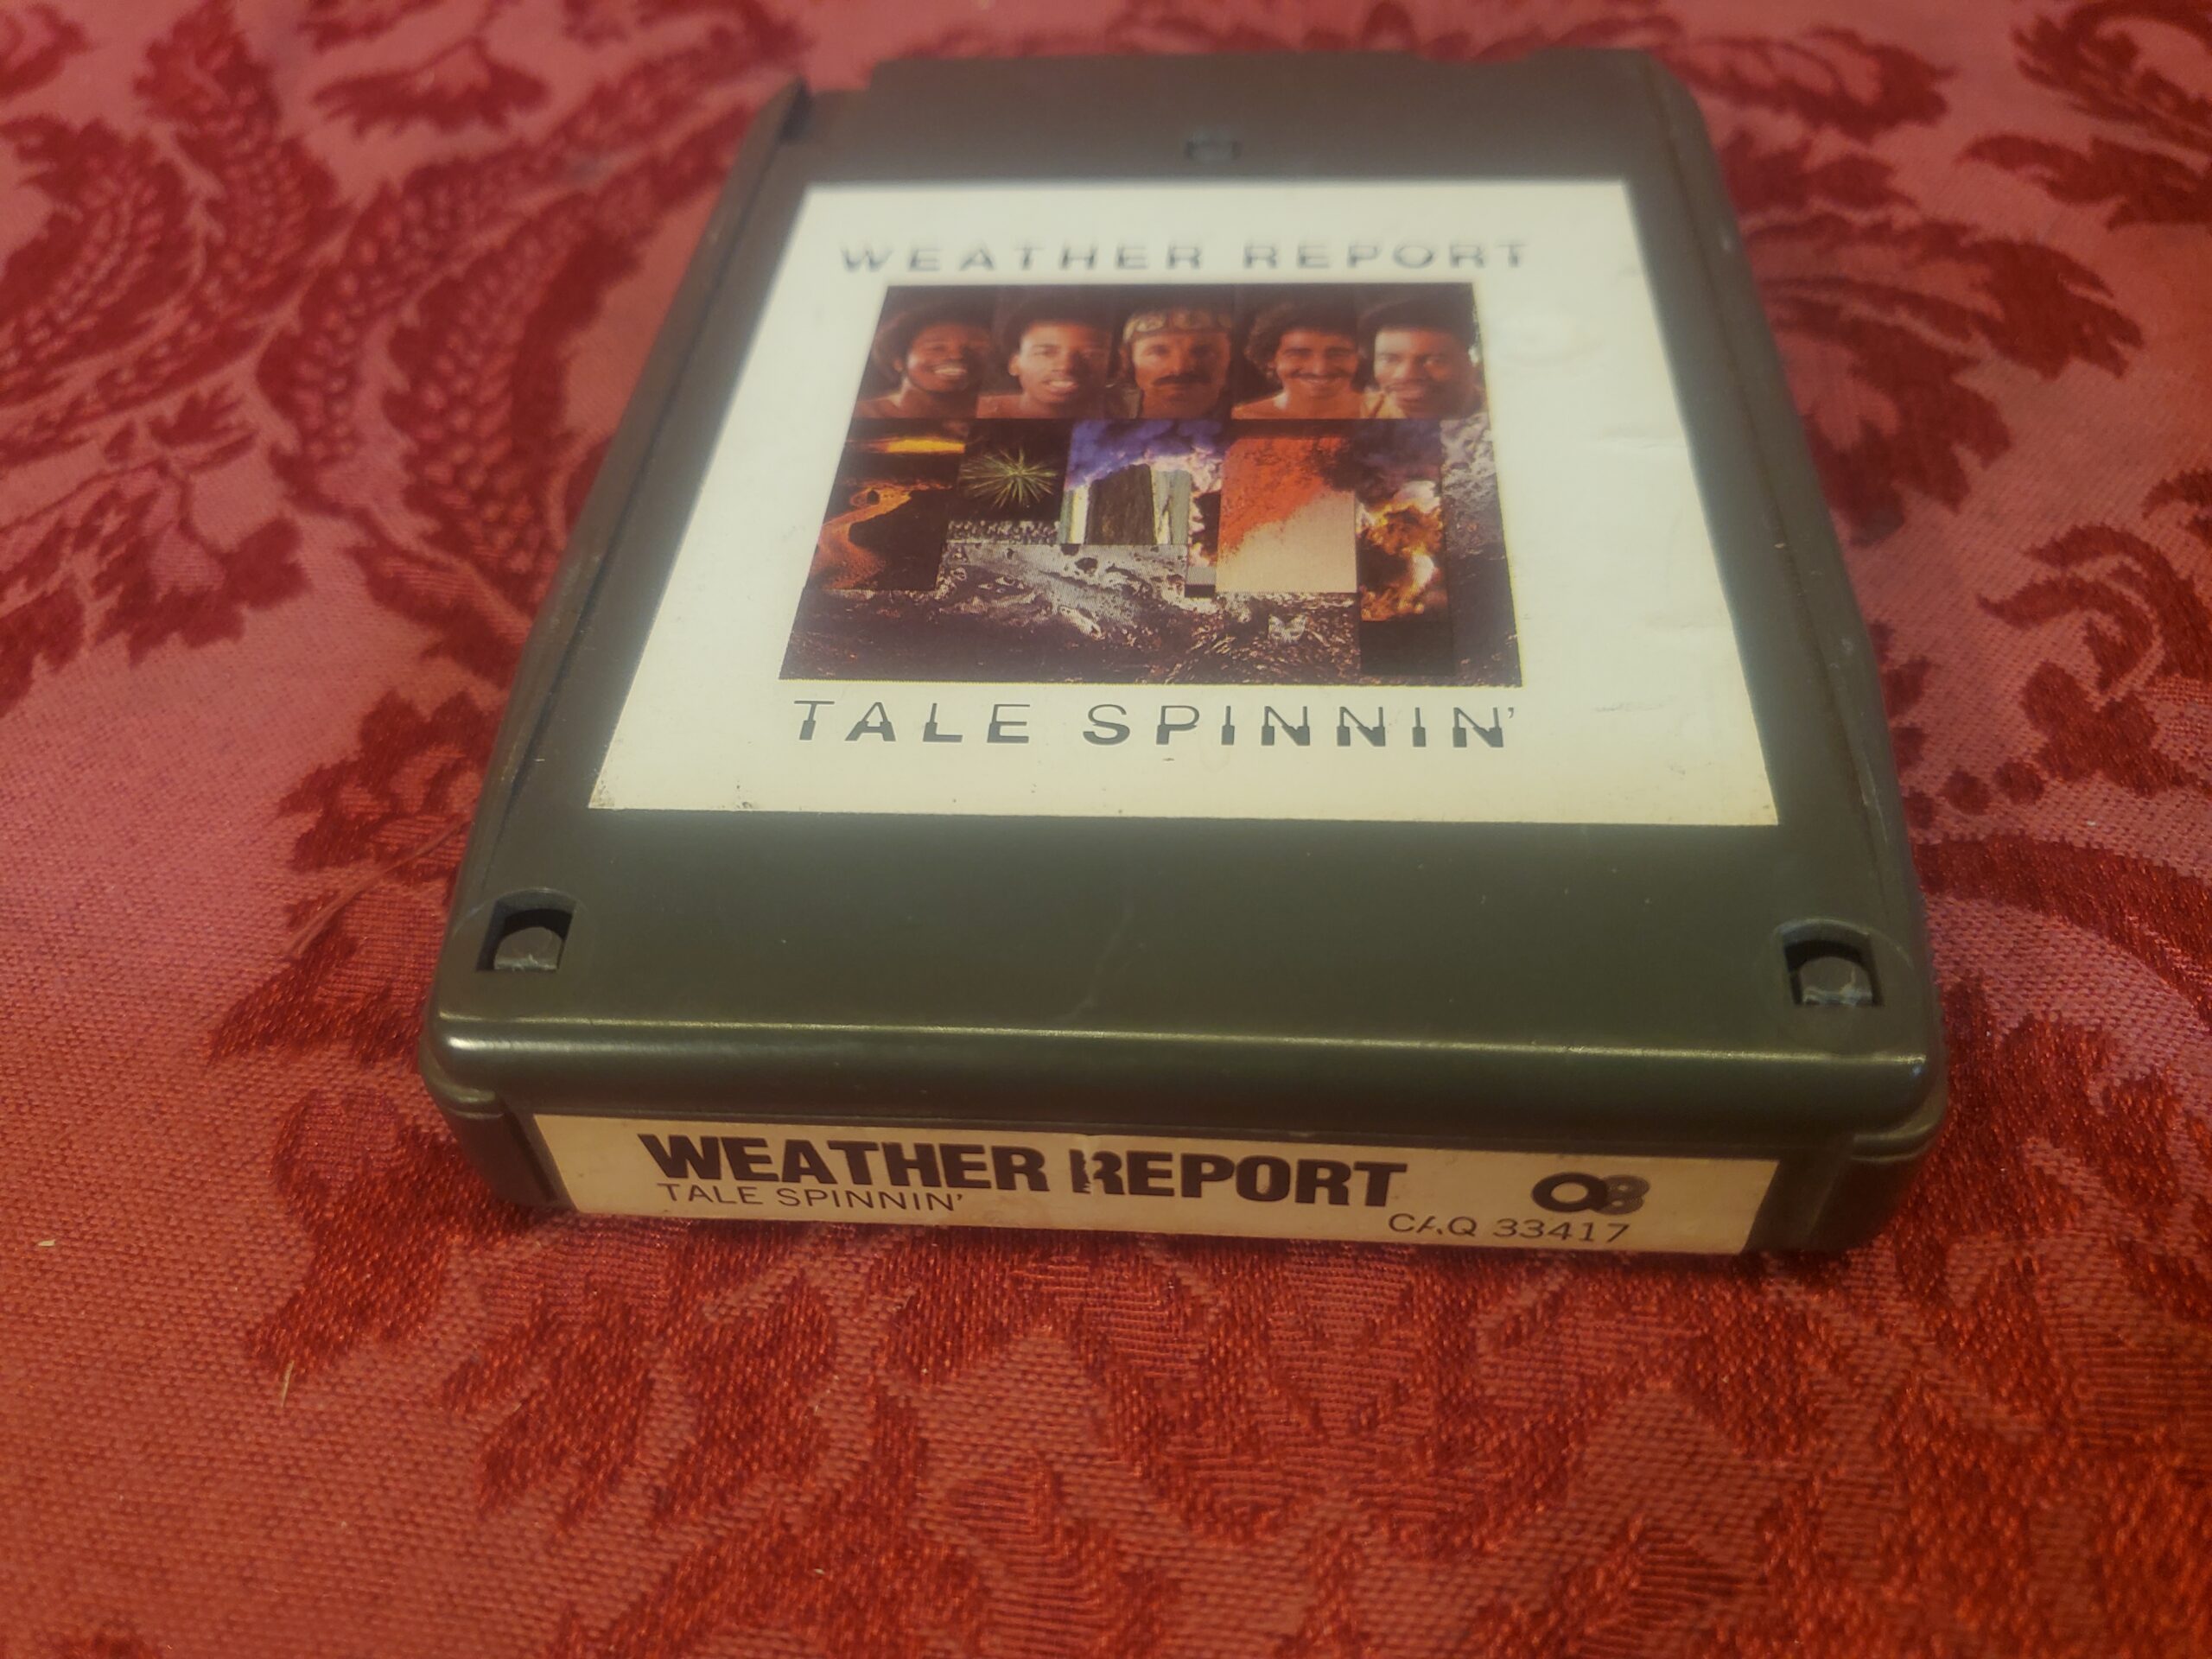 WEATHER REPORT
TALE SPINNIN'
WEATHER REPORT
TALE SPINNIN'
Q8
CAQ 33417